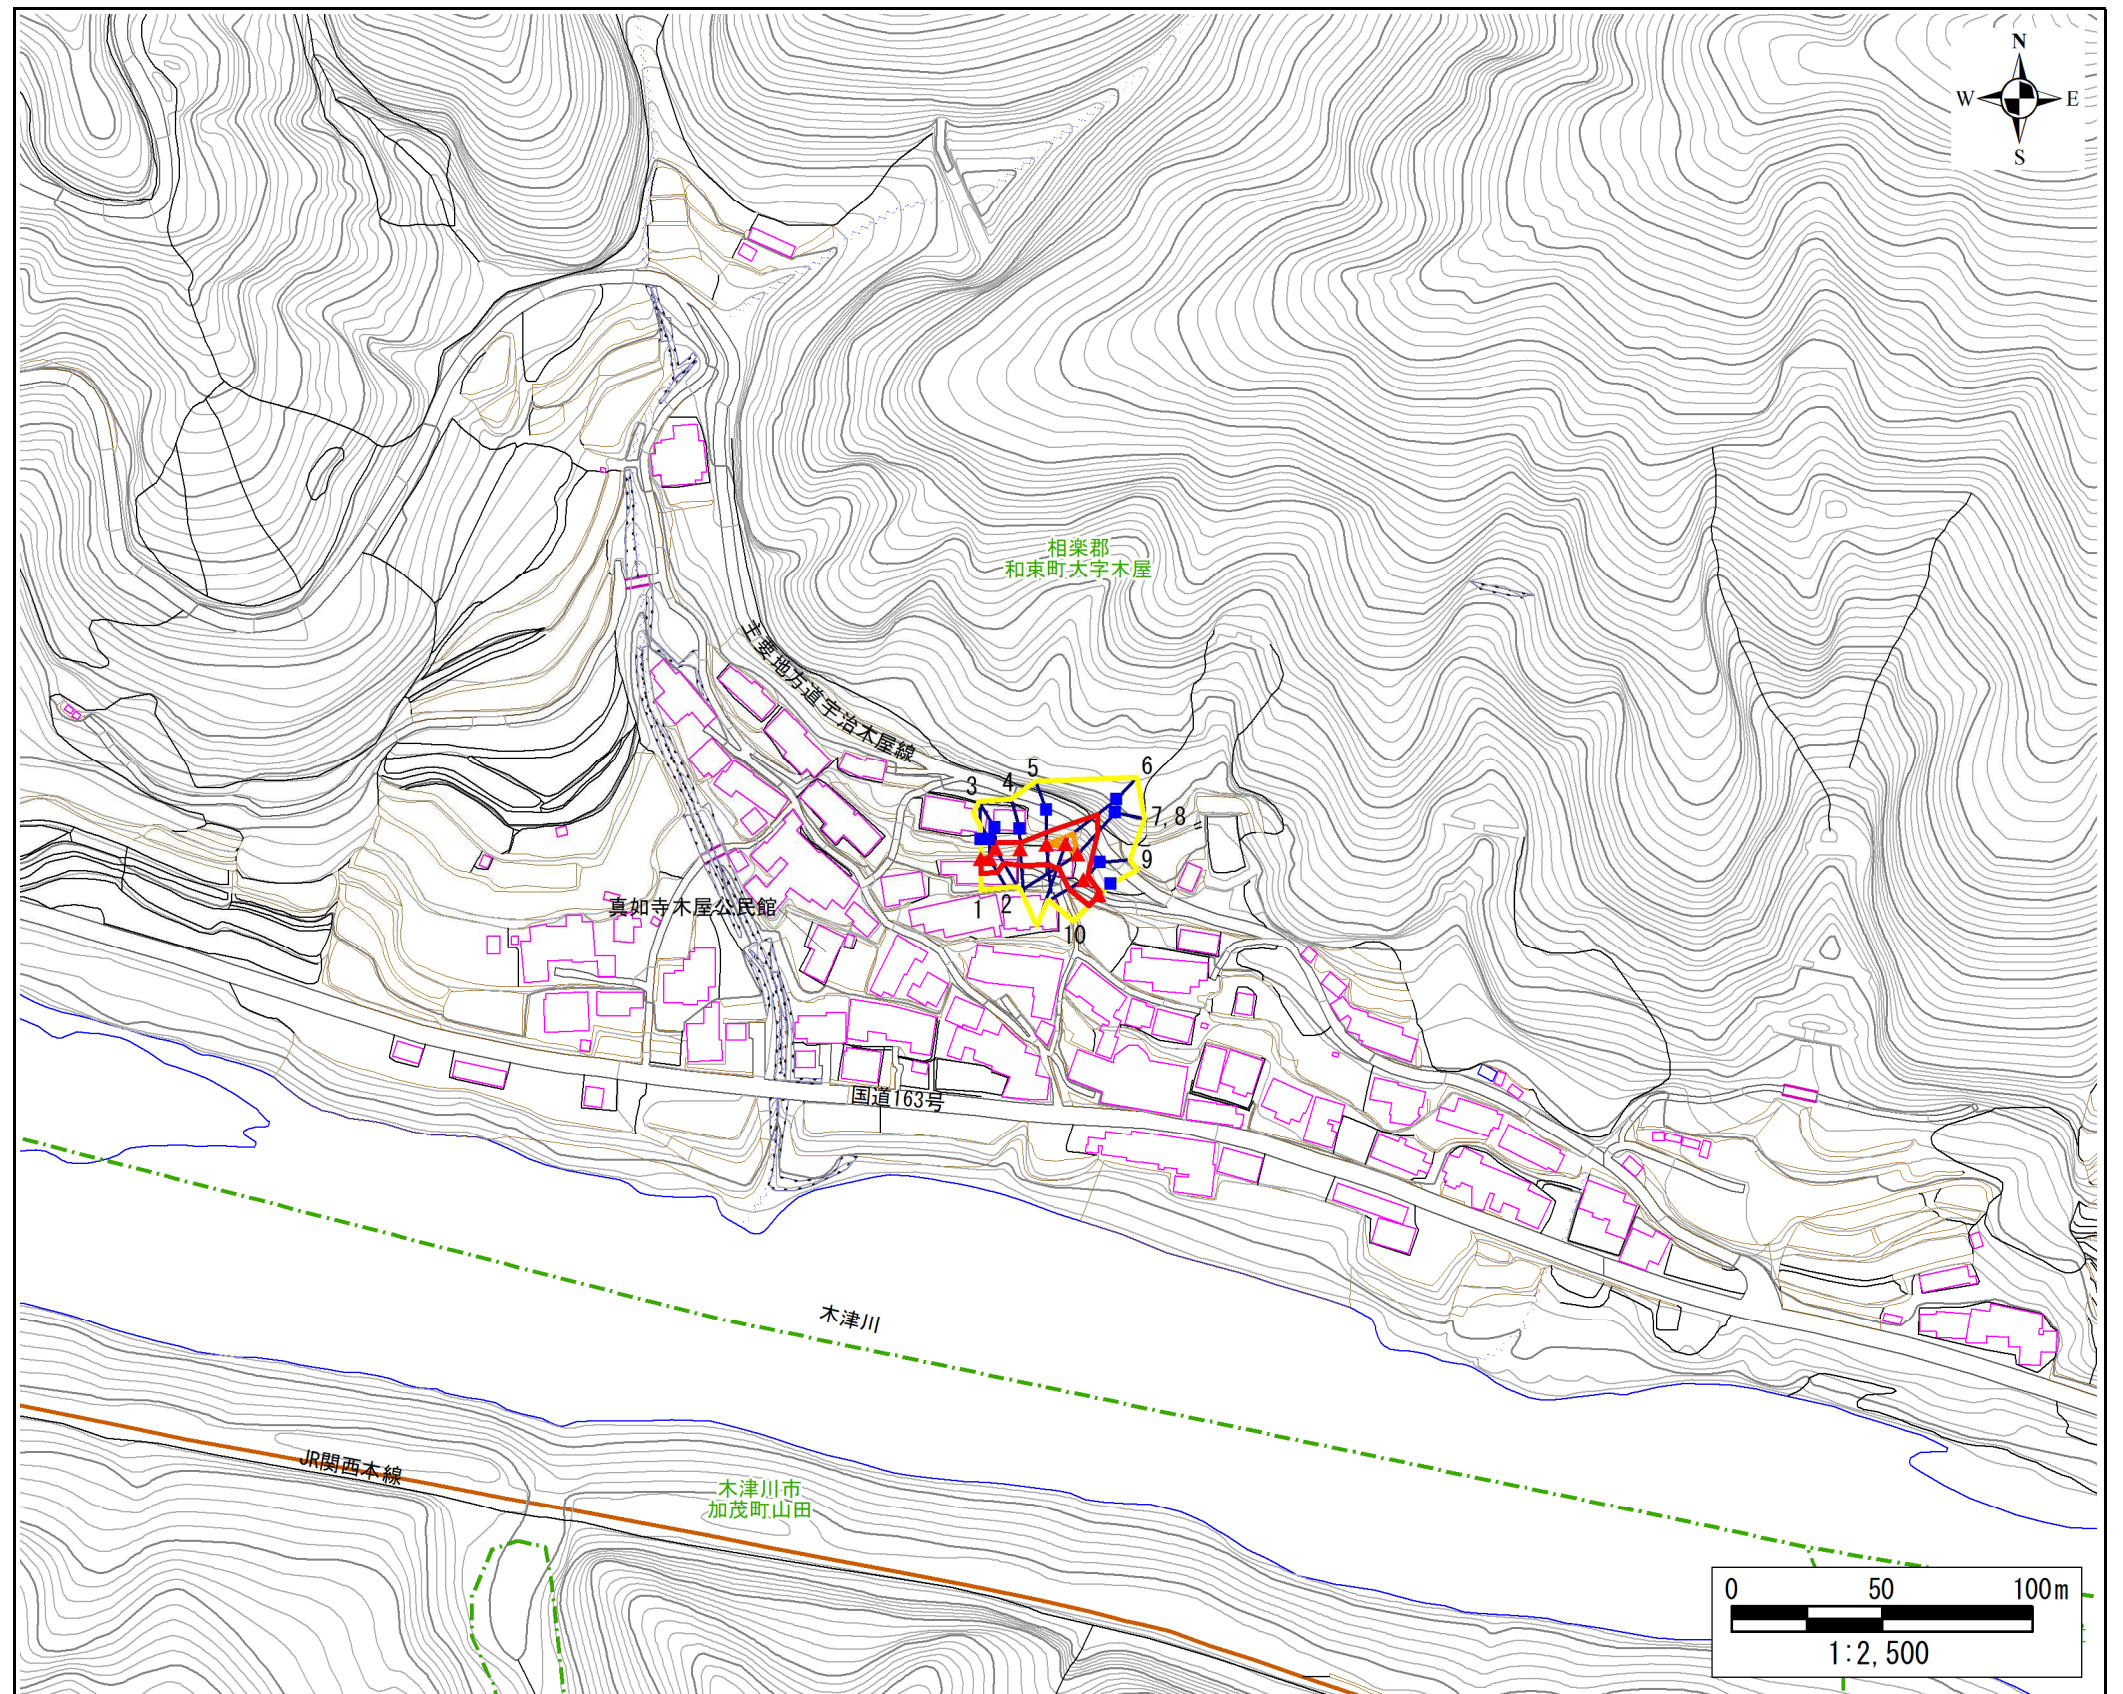 N
W E
S
相楽郡
和束町大字木屋
主要地方道宇治木屋線
5
6
3
4
7,8
9
1
2
10
真如寺木屋公民館
国道163号
木津川
JR関西本線
木津川市
加茂町山田
0 50 100m
1:2,500